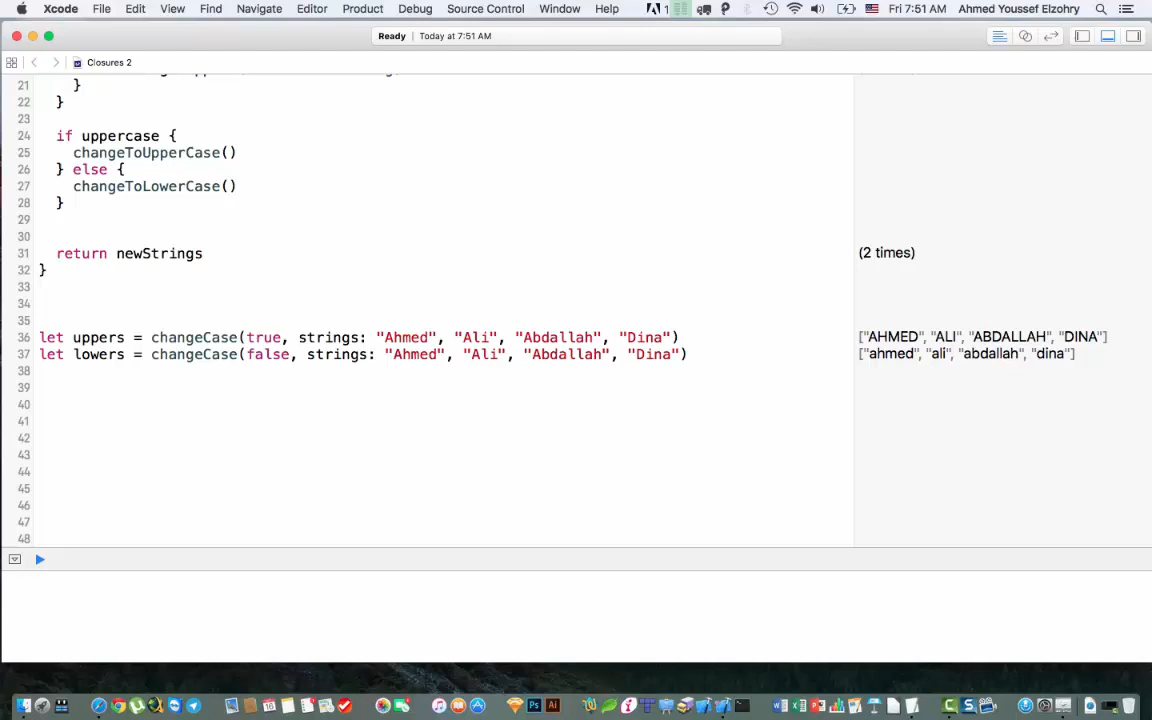 Xcode File Edit View Find Navigate Editor Product Debug Source Control Window Help 1 Fri 7:51 AM Ahmed Youssef Elzohry
Ready | Today at 7:51 AM
Closures 2
21 }
22 }
23
24 if uppercase {
25 changeToUpperCase()
26 } else {
27 changeToLowerCase()
28 }
29
30
31 return newStrings (2 times)
32 }
33
34
35
36 let uppers = changeCase(true, strings: "Ahmed", "Ali", "Abdallah", "Dina") ["AHMED", "ALI", "ABDALLAH", "DINA"]
37 let lowers = changeCase(false, strings: "Ahmed", "Ali", "Abdallah", "Dina") ["ahmed", "ali", "abdallah", "dina"]
38
39
40
41
42
43
44
45
46
47
48
Ps Ai